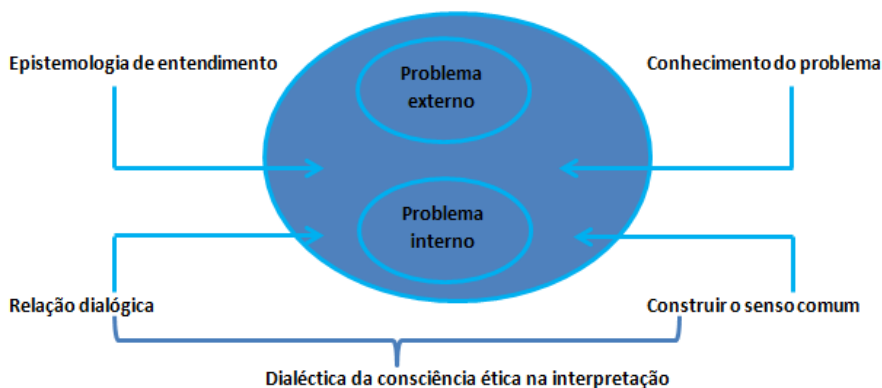 Epistemologia de entendimento
Problema
externo
Conhecimento do problema
Problema
interno
Relação dialógica
Construir o senso comum
Dialéctica da consciência ética na interpretação